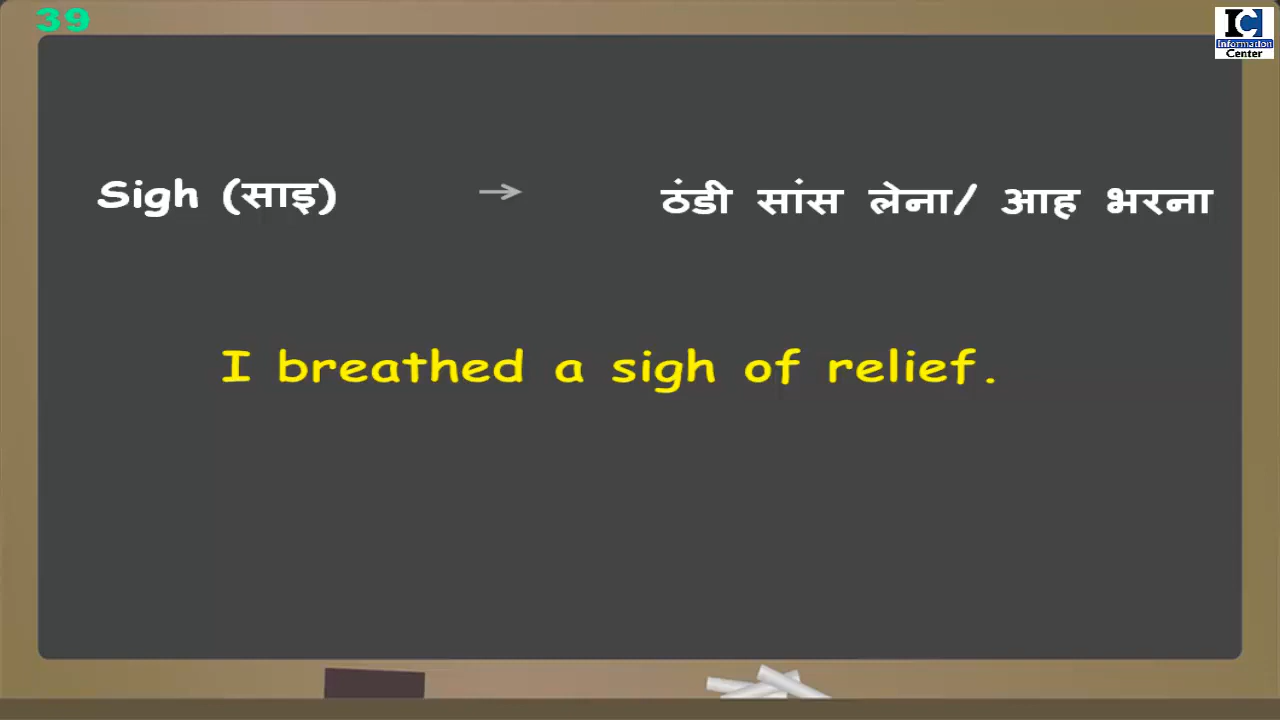 39
IC
Information
Center
Sigh (साइ) → ठंडी सांस लेना/ आह भरना
I breathed a sigh of relief.